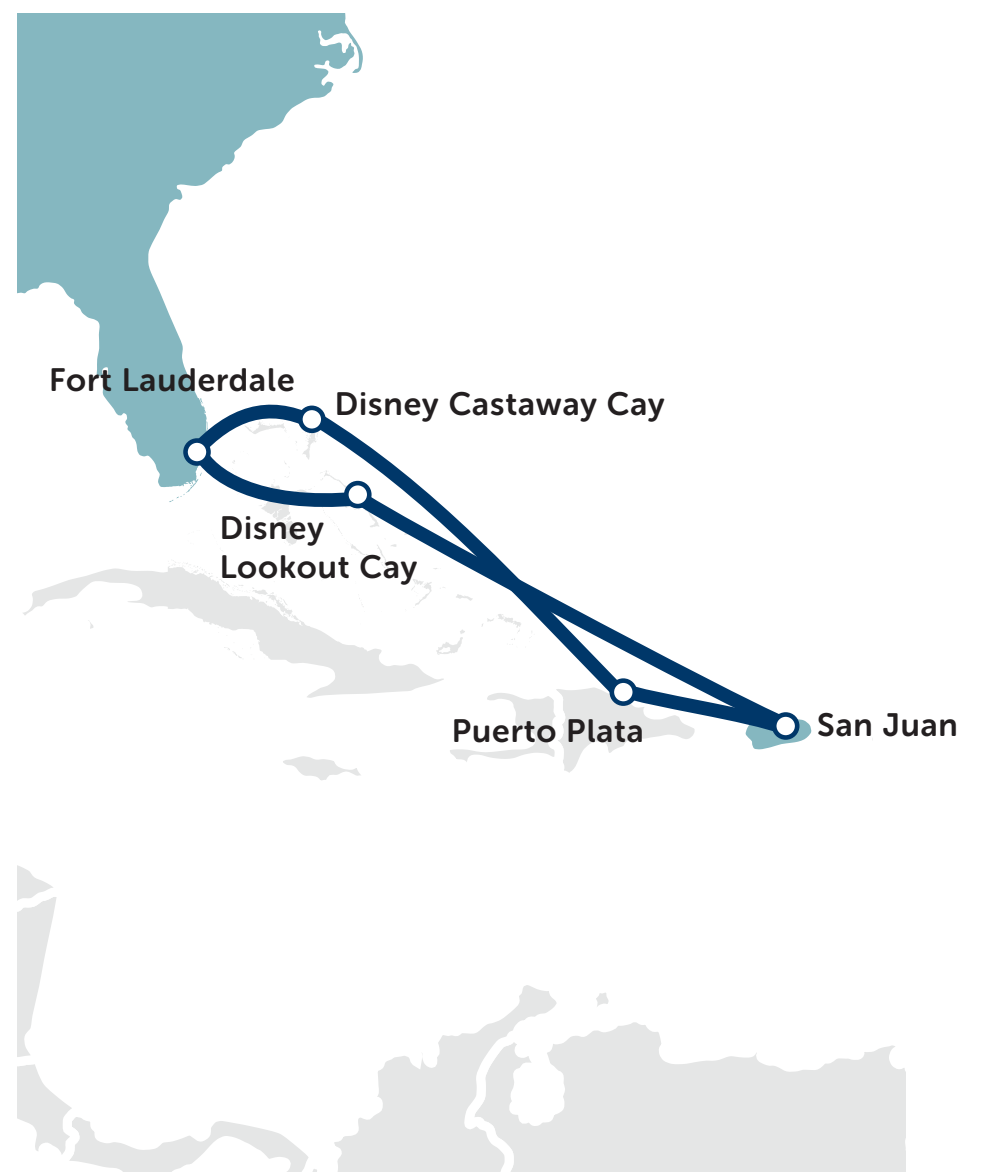 Fort Lauderdale
Disney Castaway Cay
Disney
Lookout Cay
Puerto Plata
San Juan